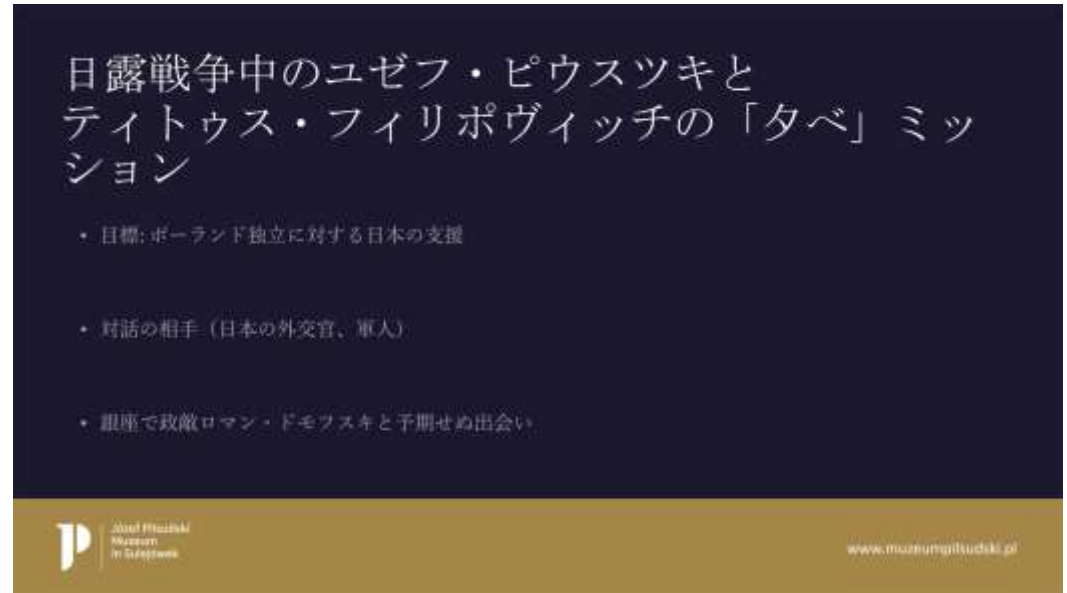 日露戦争中のユゼフ・ピウスツキと
ティトゥス・フィリポヴィッチの「夕べ」ミッ
ション
• 目標: ポーランド独立に対する日本の支援
• 対話の相手（日本の外交官、軍人）
• 銀座で政敵ロマン・ドモフスキと予期せぬ出会い
Józef Piłsudski
Museum
in Sulejówek
www.muzeumpilsudski.pl